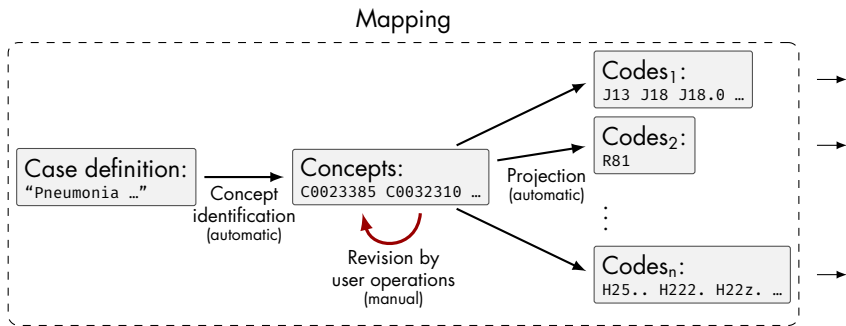 Mapping
Case definition:
“Pneumonia …”
Concept
identification
(automatic)
Concepts:
C0023385 C0032310 …
Revision by
user operations
(manual)
Projection
(automatic)
Codes₁:
J13 J18 J18.0 …
Codes₂:
R81
⋮
Codesₙ:
H25.. H222. H22z. …